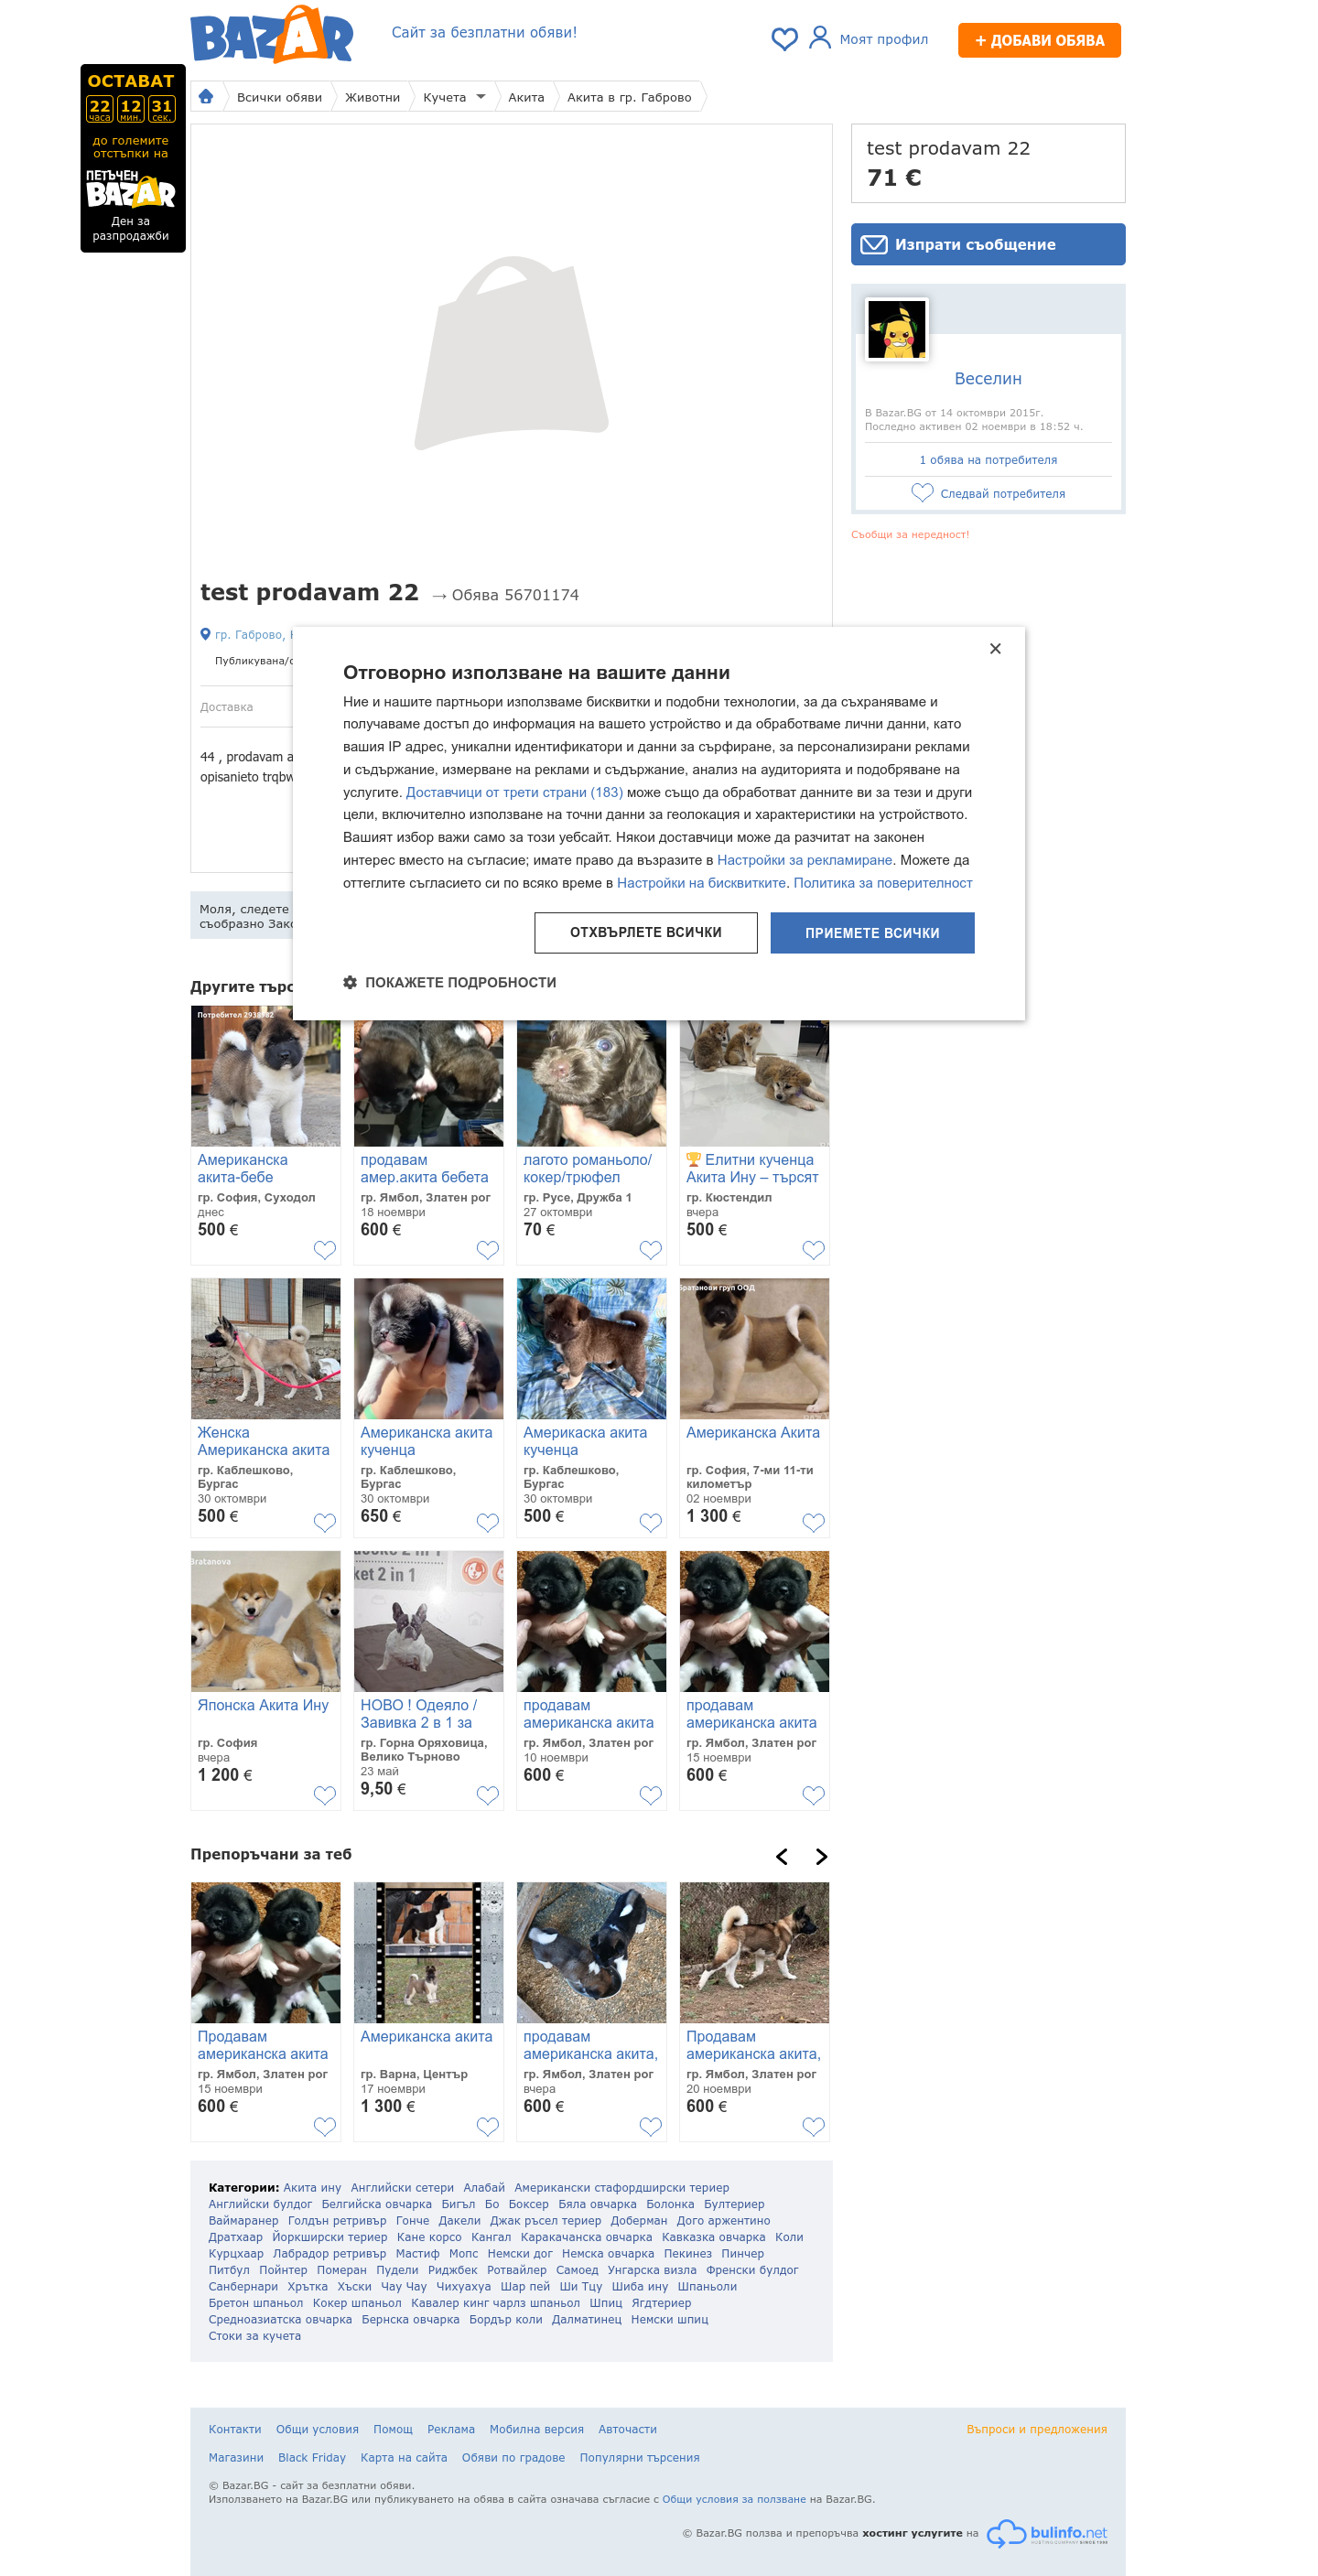 BAZAR
Сайт за безплатни обяви!
Моят профил
+ ДОБАВИ ОБЯВА
ОСТАВАТ
22 12 31
часа мин. сек.
до големите
отстъпки на
ПЕТЪЧЕН
BAZAR
Ден за
разпродажби
Всички обяви
Животни
Кучета
Акита
Акита в гр. Габрово
test prodavam 22
71 €
Изпрати съобщение
Веселин
В Bazar.BG от 14 октомври 2015г.
Последно активен 02 ноември в 18:52 ч.
1 обява на потребителя
Следвай потребителя
Съобщи за нередност!
test prodavam 22 → Обява 56701174
гр. Габрово,
Публикувана/
Доставка
44 , prodavam
opisanieto
Моля, следете
съобразно
×
Отговорно използване на вашите данни
Ние и нашите партньори използваме бисквитки и подобни технологии, за да съхраняваме и
получаваме достъп до информация на вашето устройство и да обработваме лични данни, като
вашия IP адрес, уникални идентификатори и данни за сърфиране, за персонализирани реклами
и съдържание, измерване на реклами и съдържание, анализ на аудиторията и подобряване на
услугите. Доставчици от трети страни (183) може също да обработват данните ви за тези и други
цели, включително използване на точни данни за геолокация и характеристики на устройството.
Вашият избор важи само за този уебсайт. Някои доставчици може да разчитат на законен
интерес вместо на съгласие; имате право да възразите в Настройки за рекламиране. Можете да
оттеглите съгласието си по всяко време в Настройки на бисквитките. Политика за поверителност
ОТХВЪРЛЕТЕ ВСИЧКИ
ПРИЕМЕТЕ ВСИЧКИ
ПОКАЖЕТЕ ПОДРОБНОСТИ
Другите
Американска
акита-бебе
гр. София, Суходол
днес
500 €
продавам
амер.акита бебета
гр. Ямбол, Златен рог
18 ноември
600 €
лагото романьоло/
кокер/трюфел
гр. Русе, Дружба 1
27 октомври
70 €
🏆 Елитни кученца
Акита Ину – търсят
гр. Кюстендил
вчера
500 €
Братанови груп ООД
Женска
Американска акита
гр. Каблешково,
Бургас
30 октомври
500 €
Американска акита
кученца
гр. Каблешково,
Бургас
30 октомври
650 €
Америкаска акита
кученца
гр. Каблешково,
Бургас
30 октомври
500 €
Американска Акита
гр. София, 7-ми 11-ти
километър
02 ноември
1 300 €
Bratanova
ket 2 in 1
Японска Акита Ину
гр. София
вчера
1 200 €
НОВО ! Одеяло /
Завивка 2 в 1 за
гр. Горна Оряховица,
Велико Търново
23 май
9,50 €
продавам
американска акита
гр. Ямбол, Златен рог
10 ноември
600 €
продавам
американска акита
гр. Ямбол, Златен рог
15 ноември
600 €
Препоръчани за теб
Продавам
американска акита
гр. Ямбол, Златен рог
15 ноември
600 €
Американска акита
гр. Варна, Център
17 ноември
1 300 €
продавам
американска акита,
гр. Ямбол, Златен рог
вчера
600 €
Продавам
американска акита,
гр. Ямбол, Златен рог
20 ноември
600 €
Категории: Акита ину Английски сетери Алабай Американски стафордширски териер
Английски булдог Белгийска овчарка Бигъл Бо Боксер Бяла овчарка Болонка Бултериер
Ваймаранер Голдън ретривър Гонче Дакели Джак ръсел териер Доберман Дого аржентино
Дратхаар Йоркширски териер Кане корсо Кангал Каракачанска овчарка Кавказка овчарка Коли
Курцхаар Лабрадор ретривър Мастиф Мопс Немски дог Немска овчарка Пекинез Пинчер
Питбул Пойнтер Померан Пудели Риджбек Ротвайлер Самоед Унгарска визла Френски булдог
Санбернари Хрътка Хъски Чау Чау Чихуахуа Шар пей Ши Тцу Шиба ину Шпаньоли
Бретон шпаньол Кокер шпаньол Кавалер кинг чарлз шпаньол Шпиц Ягдтериер
Средноазиатска овчарка Бернска овчарка Бордър коли Далматинец Немски шпиц
Стоки за кучета
Контакти Общи условия Помощ Реклама Мобилна версия Авточасти
Въпроси и предложения
Магазини Black Friday Карта на сайта Обяви по градове Популярни търсения
© Bazar.BG - сайт за безплатни обяви.
Използването на Bazar.BG или публикуването на обява в сайта означава съгласие с Общи условия за ползване на Bazar.BG.
© Bazar.BG ползва и препоръчва хостинг услугите на
bulinfo.net